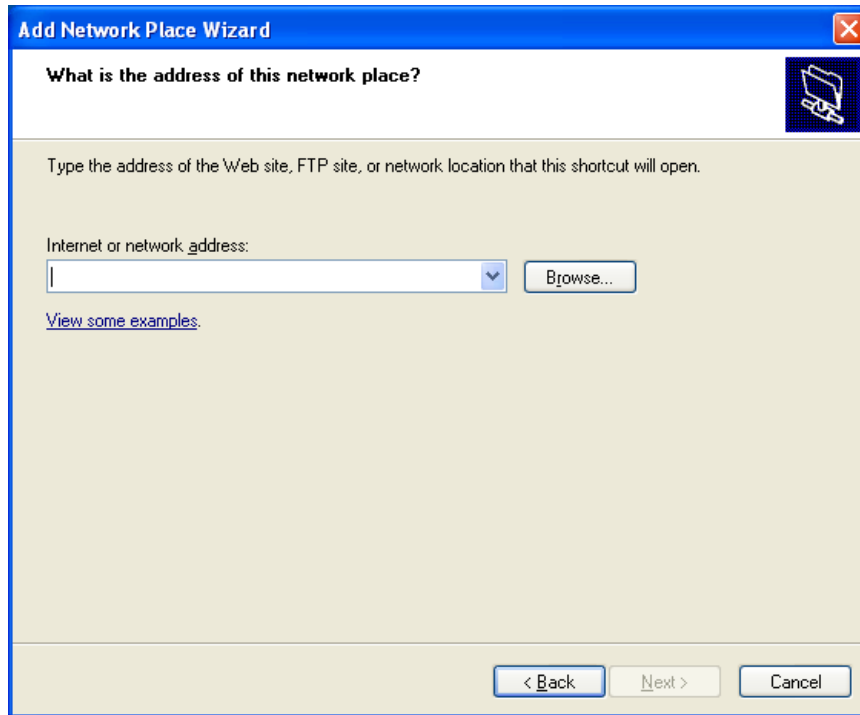 Add Network Place Wizard
What is the address of this network place?
Type the address of the Web site, FTP site, or network location that this shortcut will open.
Internet or network address:
Browse...
View some examples.
< Back Next > Cancel